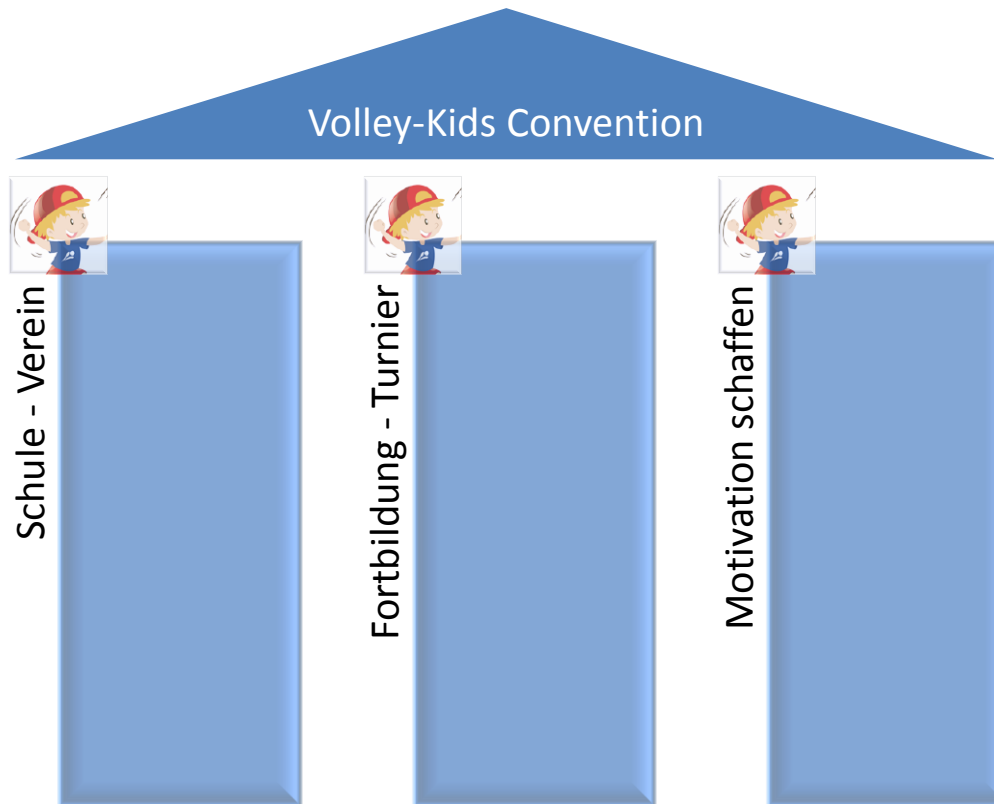 Volley-Kids Convention
Schule - Verein
Fortbildung - Turnier
Motivation schaffen